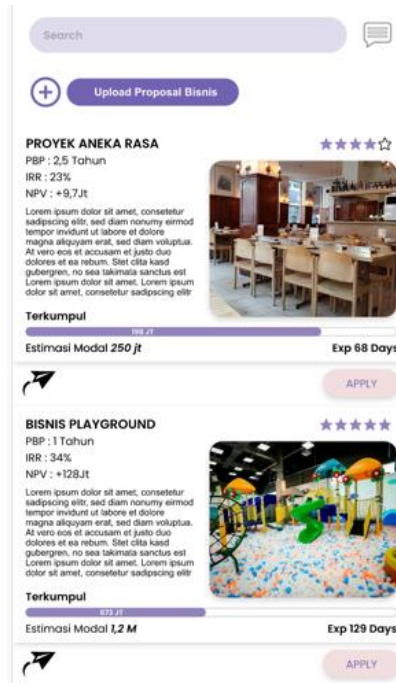 Search
Upload Proposal Bisnis
PROYEK ANEKA RASA
PBP : 2,5 Tahun
IRR : 23%
NPV : +9,7Jt
Lorem ipsum dolor sit amet, consetetur
sadipscing elitr, sed diam nonumy eirmod
tempor invidunt ut labore et dolore
magna aliquyam erat, sed diam voluptua.
At vero eos et accusam et justo duo
dolores et ea rebum. Stet clita kasd
gubergren, no sea takimata sanctus est
Lorem ipsum dolor sit amet. Lorem ipsum
dolor sit amet, consetetur sadipscing elitr
Terkumpul
Estimasi Modal 250 jt
Exp 68 Days
APPLY
BISNIS PLAYGROUND
PBP : 1 Tahun
IRR : 34%
NPV : +128Jt
Lorem ipsum dolor sit amet, consetetur
sadipscing elitr, sed diam nonumy eirmod
tempor invidunt ut labore et dolore
magna aliquyam erat, sed diam voluptua.
At vero eos et accusam et justo duo
dolores et ea rebum. Stet clita kasd
gubergren, no sea takimata sanctus est
Lorem ipsum dolor sit amet. Lorem ipsum
dolor sit amet, consetetur sadipscing elitr
Terkumpul
673 JT
Estimasi Modal 1,2 M
Exp 129 Days
APPLY